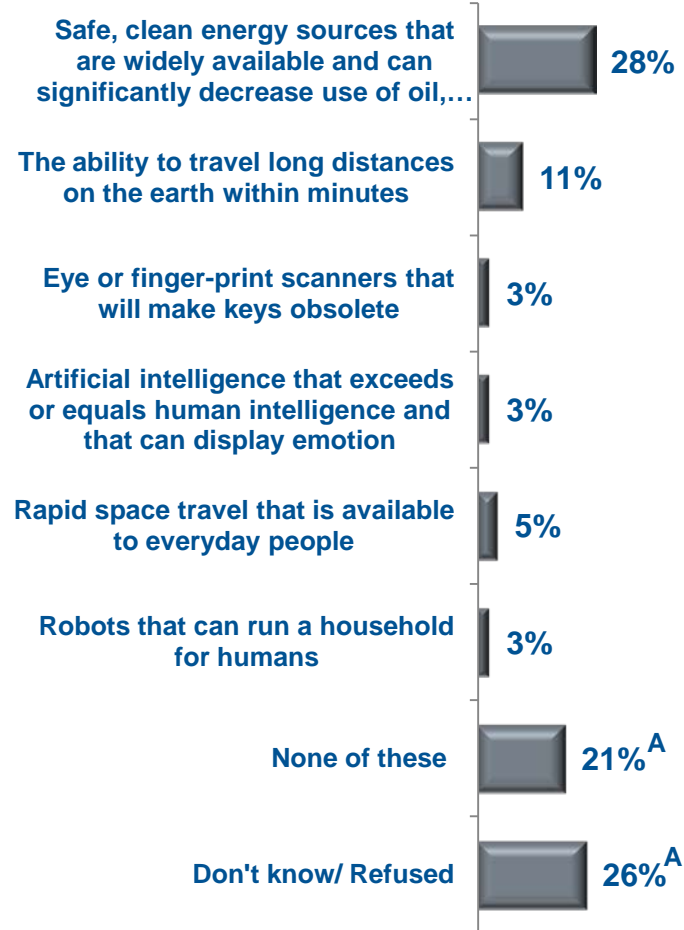 Safe, clean energy sources that
are widely available and can
significantly decrease use of oil,…
28%
The ability to travel long distances
on the earth within minutes
11%
Eye or finger-print scanners that
will make keys obsolete
3%
Artificial intelligence that exceeds
or equals human intelligence and
that can display emotion
3%
Rapid space travel that is available
to everyday people
5%
Robots that can run a household
for humans
3%
None of these
21%A
Don't know/ Refused
26%A